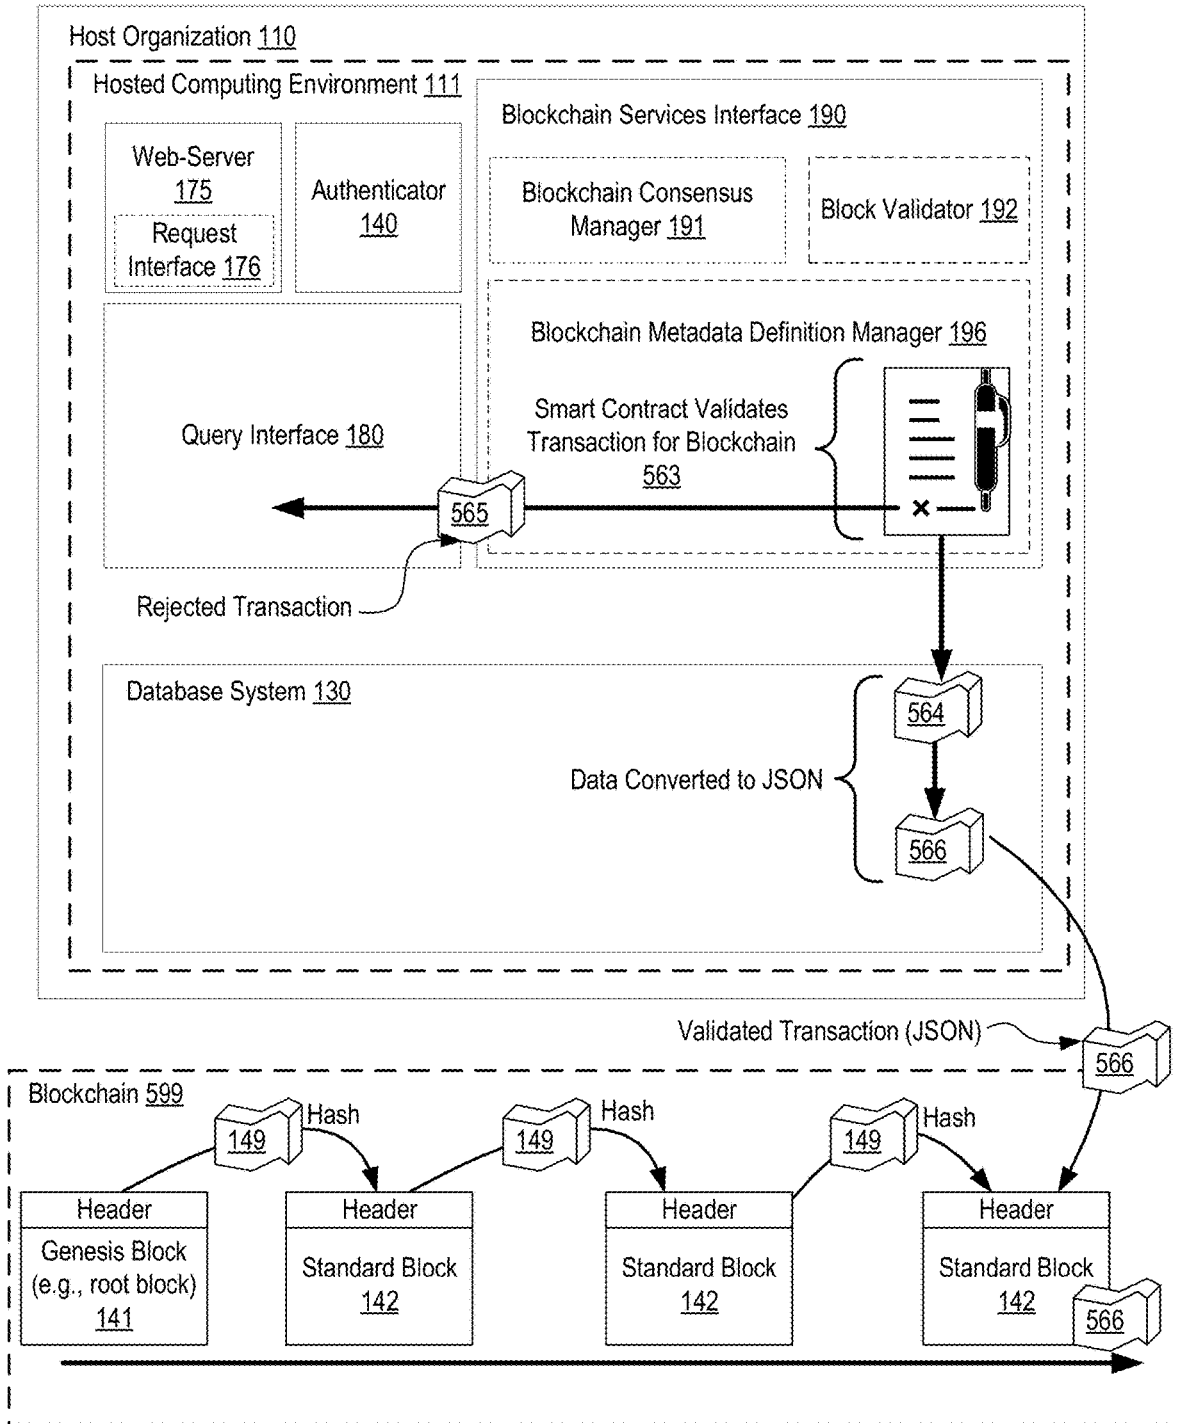 Host Organization 110
Hosted Computing Environment 111
Web-Server
175
Request
Interface 176
Authenticator
140
Blockchain Services Interface 190
Blockchain Consensus
Manager 191
Block Validator 192
Query Interface 180
Blockchain Metadata Definition Manager 196
Smart Contract Validates
Transaction for Blockchain
563
565
Rejected Transaction
Database System 130
564
Data Converted to JSON
566
Validated Transaction (JSON)
566
Blockchain 599
149
Hash
149
Hash
149
Hash
Header
Genesis Block
(e.g., root block)
141
Header
Standard Block
142
Header
Standard Block
142
Header
Standard Block
142
566